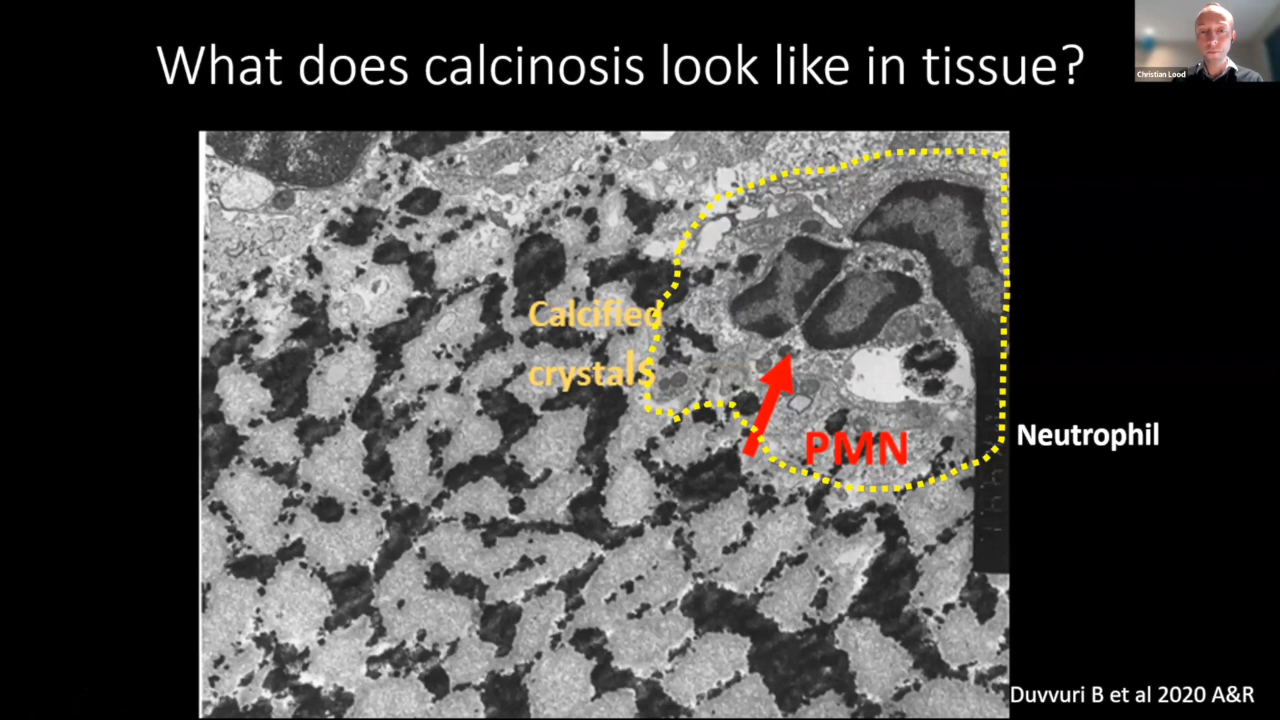 What does calcinosis look like in tissue?
Christian Lood
Calcified
crystals
PMN
Neutrophil
Duvvuri B et al 2020 A&R